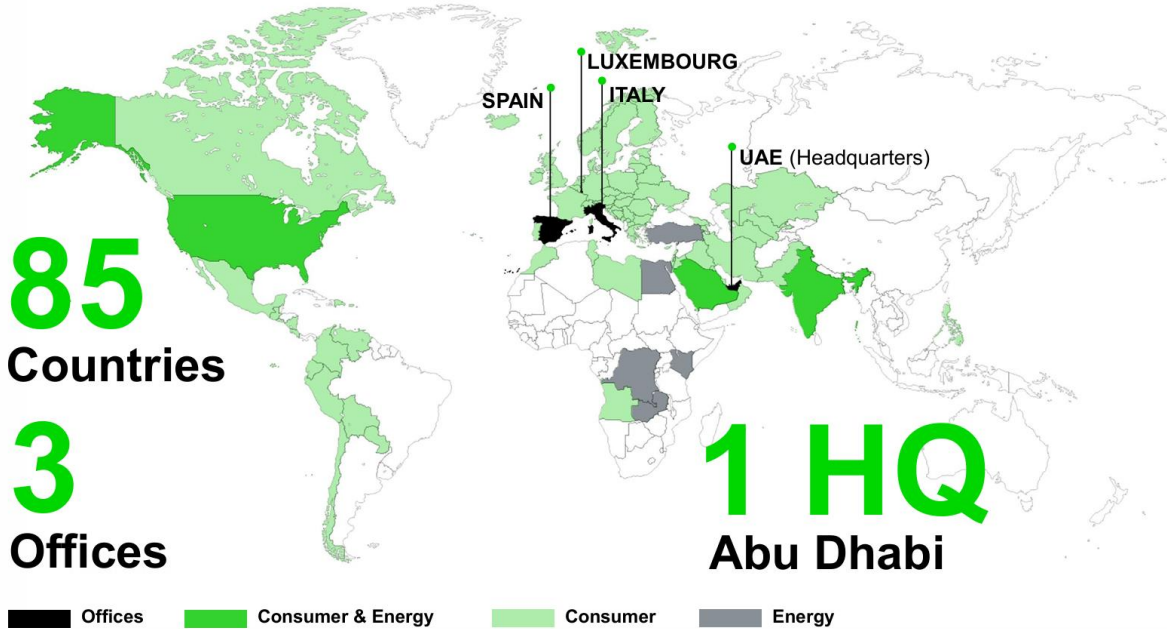 LUXEMBOURG
SPAIN
ITALY
UAE (Headquarters)
85
Countries
3
Offices
1 HQ
Abu Dhabi
Offices
Consumer & Energy
Consumer
Energy